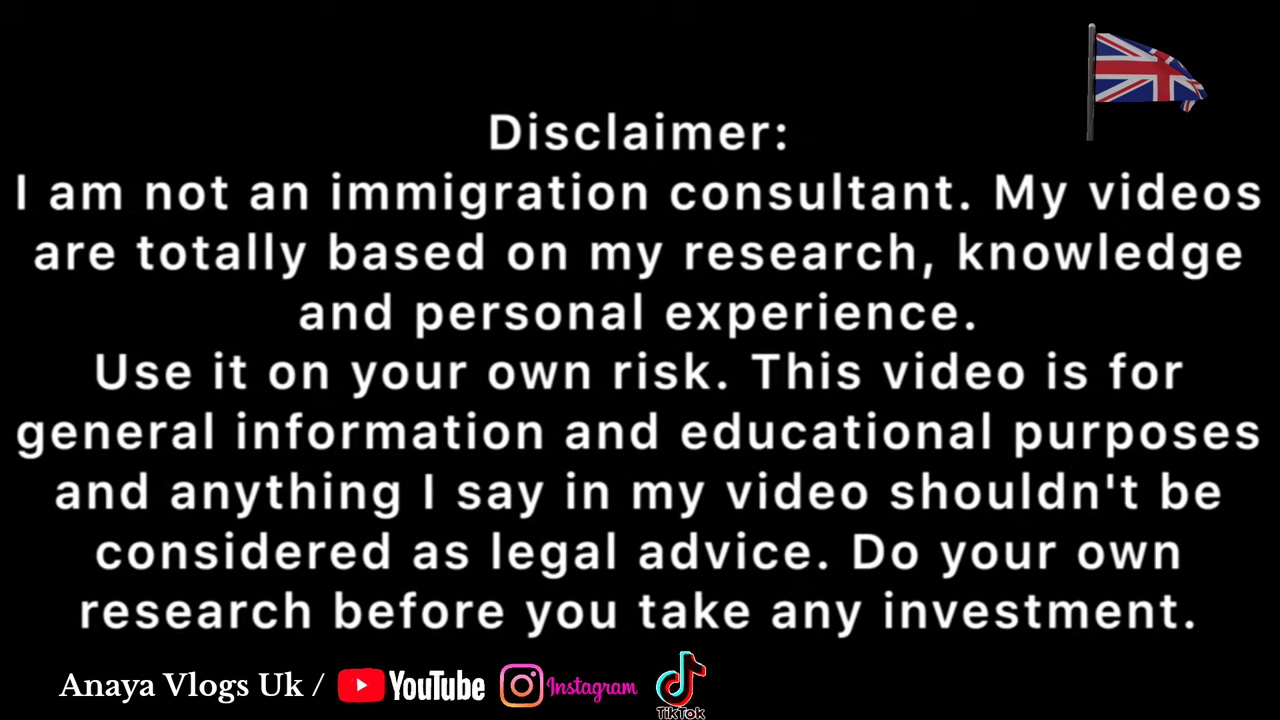 Disclaimer:
I am not an immigration consultant. My videos
are totally based on my research, knowledge
and personal experience.
Use it on your own risk. This video is for
general information and educational purposes
and anything I say in my video shouldn't be
considered as legal advice. Do your own
research before you take any investment.
Anaya Vlogs Uk / YouTube Instagram
TikTok